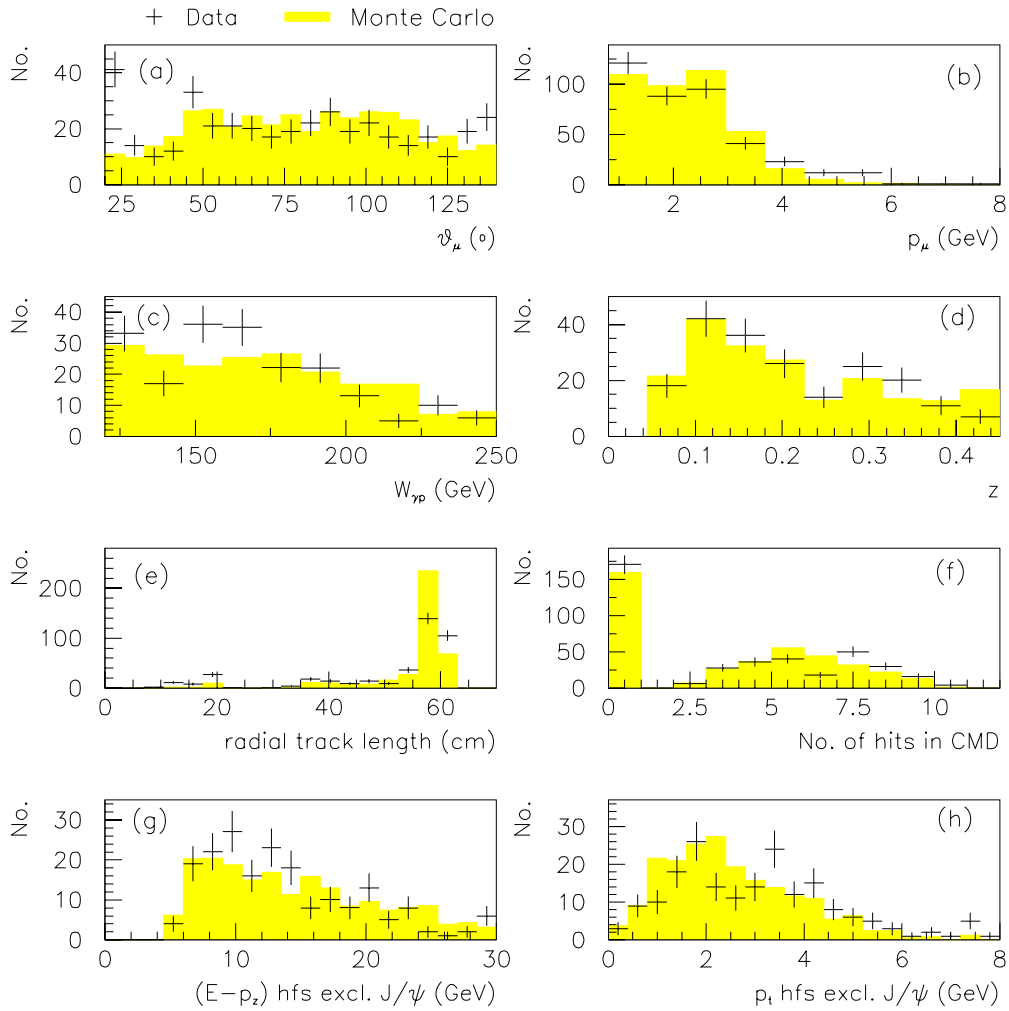 Data Monte Carlo
No. (a) 0 20 40 25 50 75 100 125 ϑμ (o)
No. (b) 0 50 100 2 4 6 8 pμ (GeV)
No. (c) 0 10 20 30 40 150 200 250 Wγp (GeV)
No. (d) 0 20 40 0 0.1 0.2 0.3 0.4 z
No. (e) 0 100 200 0 20 40 60 radial track length (cm)
No. (f) 0 50 100 150 0 2.5 5 7.5 10 No. of hits in CMD
No. (g) 0 10 20 30 0 10 20 30 (E−pz) hfs excl. J/ψ (GeV)
No. (h) 0 10 20 30 0 2 4 6 8 pt hfs excl. J/ψ (GeV)